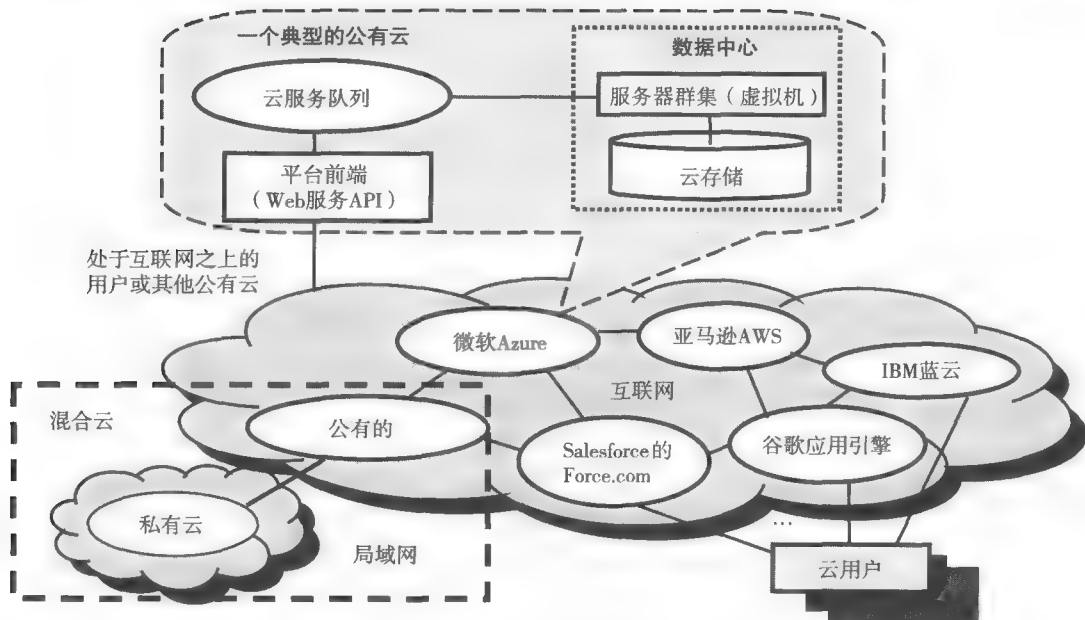 一个典型的公有云
数据中心
云服务队列
服务器群集（虚拟机）
平台前端
（Web服务API）
云存储
处于互联网之上的
用户或其他公有云
微软Azure
亚马逊AWS
IBM蓝云
互联网
混合云
公有的
Salesforce的
Force.com
谷歌应用引擎
私有云
局域网
…
云用户